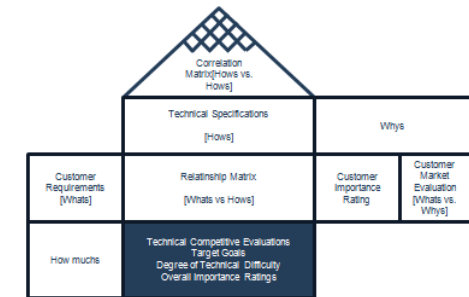 Correlation
Matrix[Hows vs.
Hows]
Technical Specifications
[Hows]
Whys
Customer
Requirements
[Whats]
Relatinship Matrix
[Whats vs Hows]
Customer
Importance
Rating
Customer
Market
Evaluation
[Whats vs.
Whys]
How muchs
Technical Competitive Evaluations
Target Goals
Degree of Technical Difficulty
Overall Importance Ratings